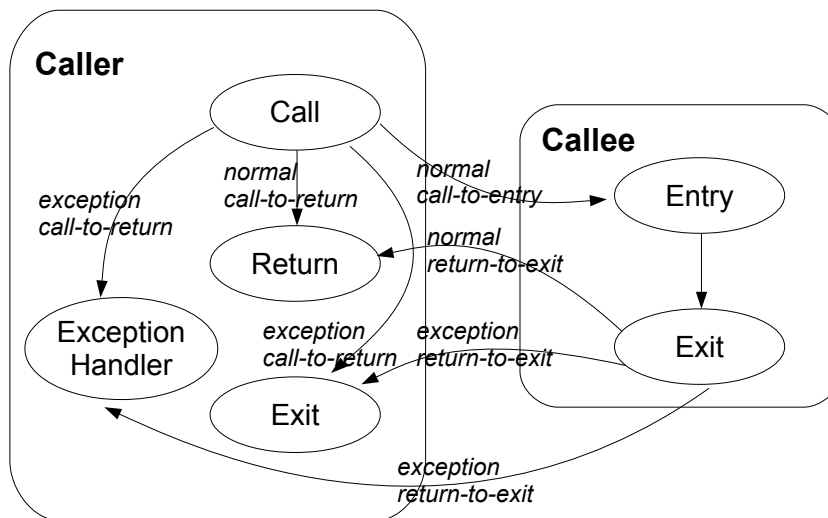 Caller
Call
normal
call-to-return
exception
call-to-return
Return
Exception
Handler
exception
call-to-return
Exit
normal
call-to-entry
normal
return-to-exit
exception
return-to-exit
exception
return-to-exit
Callee
Entry
Exit